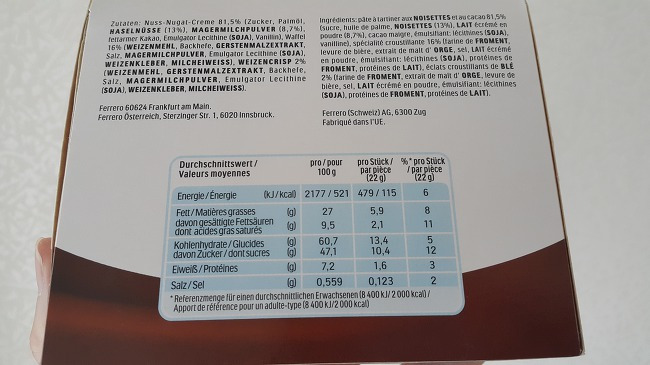 Zutaten: Nuss-Nugat-Creme 81,5% (Zucker, Palmöl,
HASELNÜSSE (13%), MAGERMILCHPULVER (8,7%),
fettarmer Kakao, Emulgator Lecithine (SOJA), Vanillin), Waffel
16% (WEIZENMEHL, Backhefe, GERSTENMALZEXTRAKT,
Salz, MAGERMILCHPULVER, Emulgator Lecithine (SOJA),
WEIZENKLEBER, MILCHEIWEISS), WEIZENCRISP 2%
(WEIZENMEHL, GERSTENMALZEXTRAKT, Backhefe,
Salz, MAGERMILCHPULVER, Emulgator Lecithine
(SOJA), WEIZENKLEBER, MILCHEIWEISS).
Ferrero 60624 Frankfurt am Main.
Ferrero Österreich, Sterzinger Str. 1, 6020 Innsbruck.
Ingrédients: pâte à tartiner aux NOISETTES et au cacao 81,5%
(sucre, huile de palme, NOISETTES (13%), LAIT écrémé en
poudre (8,7%), cacao maigre, émulsifiant: lécithines (SOJA),
vanilline), spécialité croustillante 16% (farine de FROMENT,
levure de bière, extrait de malt d' ORGE, sel, LAIT écrémé
en poudre, émulsifiant: lécithines (SOJA), protéines de
FROMENT, protéines de LAIT), éclats croustillants de BLÉ
2% (farine de FROMENT, extrait de malt d' ORGE, levure de
bière, sel, LAIT écrémé en poudre, émulsifiant: lécithines
(SOJA), protéines de FROMENT, protéines de LAIT).
Ferrero (Schweiz) AG, 6300 Zug
Fabriqué dans l'UE.
Durchschnittswert / Valeurs moyennes pro / pour 100 g pro Stück / par pièce (22 g) %* pro Stück / par pièce (22 g)
Energie / Énergie (kJ / kcal) 2177 / 521 479 / 115 6
Fett / Matières grasses (g) 27 5,9 8
davon gesättigte Fettsäuren
dont acides gras saturés (g) 9,5 2,1 11
Kohlenhydrate / Glucides (g) 60,7 13,4 5
davon Zucker / dont sucres (g) 47,1 10,4 12
Eiweiß / Protéines (g) 7,2 1,6 3
Salz / Sel (g) 0,559 0,123 2
* Referenzmenge für einen durchschnittlichen Erwachsenen (8 400 kJ / 2 000 kcal) /
Apport de référence pour un adulte-type (8 400 kJ/2 000 kcal)